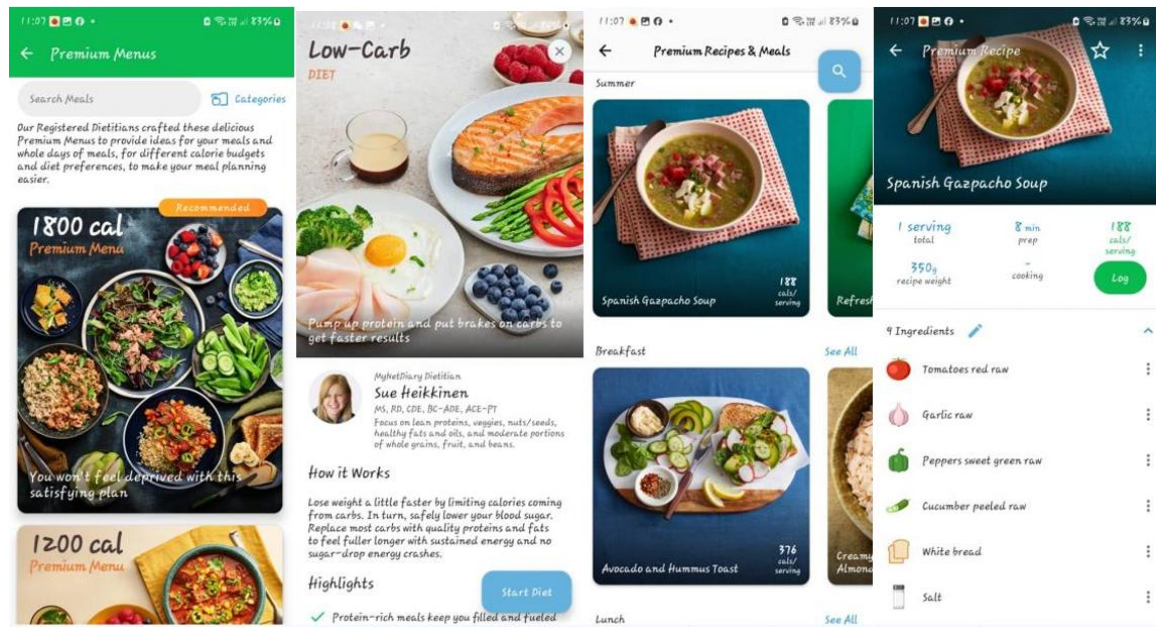 11:07
83%
Premium Menus
Search Meals
Categories
Our Registered Dietitians crafted these delicious
Premium Menus to provide ideas for your meals and
whole days of meals, for different calorie budgets
and diet preferences, to make your meal planning
easier.
Recommended
1800 cal
Premium Menu
You won't feel deprived with this
satisfying plan
1200 cal
Premium Menu
83%
Low-Carb
DIET
Pump up protein and put brakes on carbs to
get faster results
MyNetDiary Dietitian
Sue Heikkinen
MS, RD, CDE, BC-ADE, ACE-PT
Focus on lean proteins, veggies, nuts/seeds,
healthy fats and oils, and moderate portions
of whole grains, fruit, and beans.
How it Works
Lose weight a little faster by limiting calories coming
from carbs. In turn, safely lower your blood sugar.
Replace most carbs with quality proteins and fats
to feel fuller longer with sustained energy and no
sugar-drop energy crashes.
Highlights
Start Diet
Protein-rich meals keep you filled and fueled
11:07
83%
Premium Recipes & Meals
Summer
Spanish Gazpacho Soup
188
cals/
serving
Refresh
Breakfast
See All
Avocado and Hummus Toast
376
cals/
serving
Creamy
Almond
Lunch
See All
11:07
83%
Premium Recipe
Spanish Gazpacho Soup
1 serving
total
8 min
prep
188
cals/
serving
350g
recipe weight
-
cooking
Log
9 Ingredients
Tomatoes red raw
Garlic raw
Peppers sweet green raw
Cucumber peeled raw
White bread
Salt